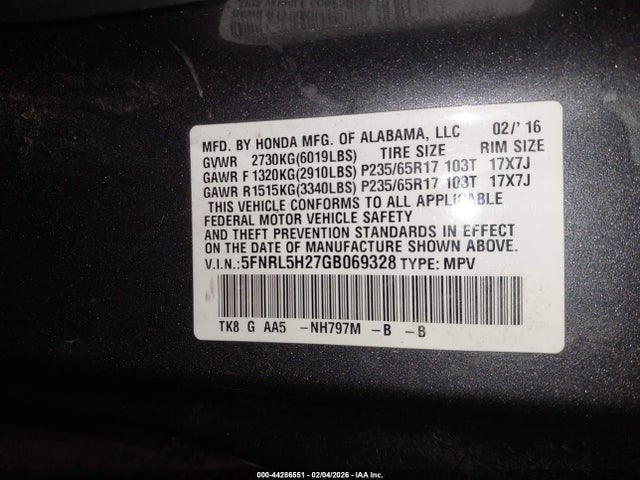 MFD. BY HONDA MFG. OF ALABAMA, LLC 02/' 16
GVWR 2730KG(6019LBS) TIRE SIZE RIM SIZE
GAWR F 1320KG(2910LBS) P235/65R17 103T 17X7J
GAWR R1515KG(3340LBS) P235/65R17 103T 17X7J
THIS VEHICLE CONFORMS TO ALL APPLICABLE
FEDERAL MOTOR VEHICLE SAFETY
AND THEFT PREVENTION STANDARDS IN EFFECT
ON THE DATE OF MANUFACTURE SHOWN ABOVE.
V.I.N.:5FNRL5H27GB069328 TYPE: MPV
TK8 G AA5 -NH797M -B -B
000-44286551 - 02/04/2026 - IAA Inc.